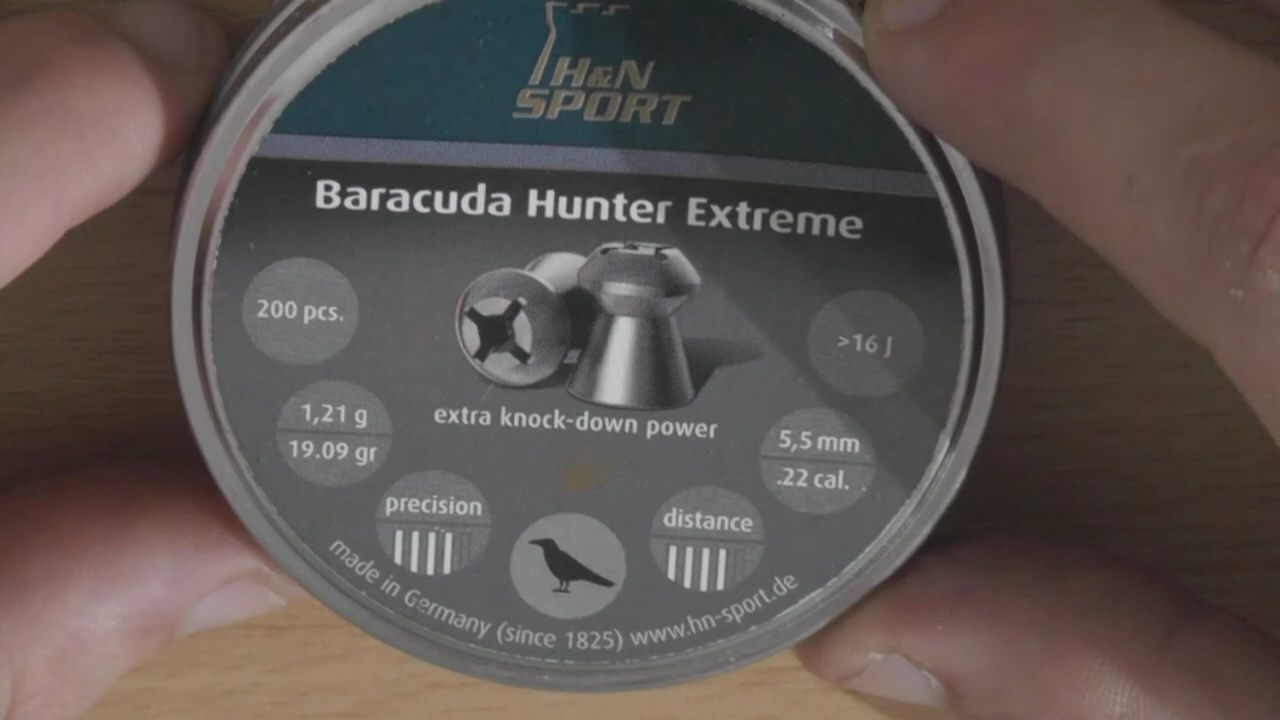 H&N
SPORT
Baracuda Hunter Extreme
200 pcs.
>16 J
1,21 g
19.09 gr
extra knock-down power
5,5 mm
.22 cal.
precision
distance
made in Germany (since 1825) www.hn-sport.de